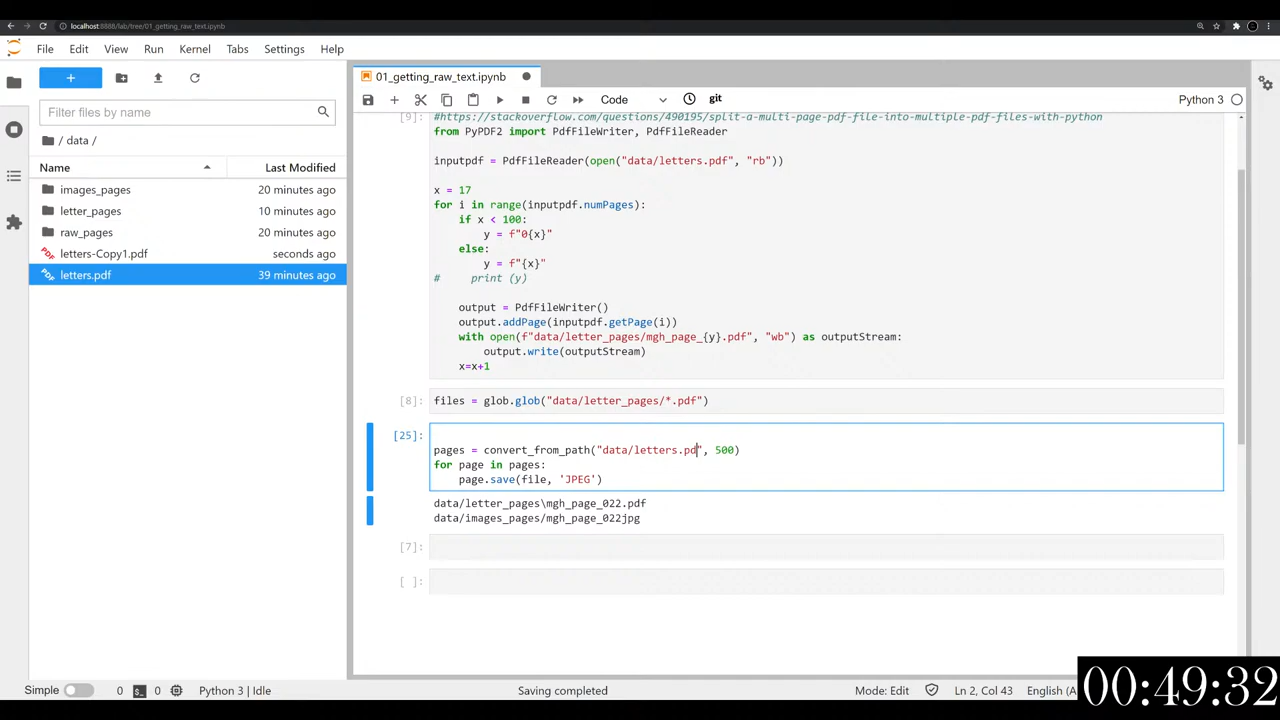 localhost:8888/lab/tree/01_getting_raw_text.ipynb
File Edit View Run Kernel Tabs Settings Help
+
Filter files by name
/ data /
Name Last Modified
images_pages 20 minutes ago
letter_pages 10 minutes ago
raw_pages 20 minutes ago
PDF letters-Copy1.pdf seconds ago
PDF letters.pdf 39 minutes ago
01_getting_raw_text.ipynb
Code git Python 3
[9]: #https://stackoverflow.com/questions/490195/split-a-multi-page-pdf-file-into-multiple-pdf-files-with-python
from PyPDF2 import PdfFileWriter, PdfFileReader
inputpdf = PdfFileReader(open("data/letters.pdf", "rb"))
x = 17
for i in range(inputpdf.numPages):
if x < 100:
y = f"0{x}"
else:
y = f"{x}"
# print (y)
output = PdfFileWriter()
output.addPage(inputpdf.getPage(i))
with open(f"data/letter_pages/mgh_page_{y}.pdf", "wb") as outputStream:
output.write(outputStream)
x=x+1
[8]: files = glob.glob("data/letter_pages/*.pdf")
[25]:
pages = convert_from_path("data/letters.pd", 500)
for page in pages:
page.save(file, 'JPEG')
data/letter_pages\mgh_page_022.pdf
data/images_pages/mgh_page_022jpg
[7]:
[ ]:
Simple 0 $_ 0 Python 3 | Idle Saving completed Mode: Edit Ln 2, Col 43 English (A
00:49:32